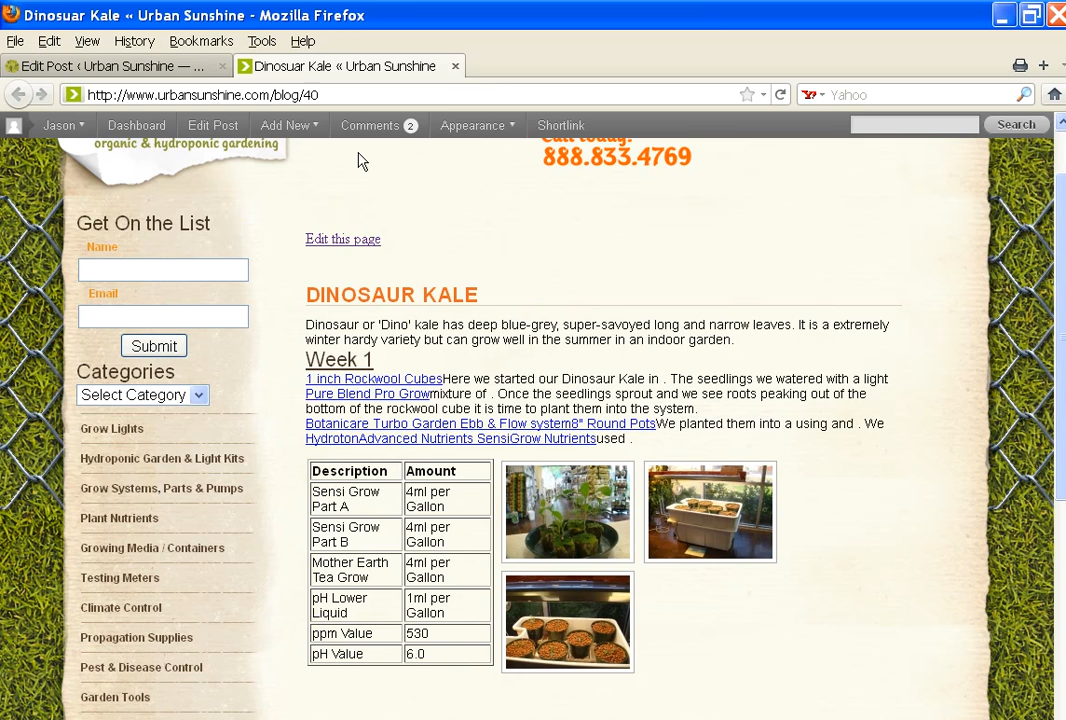 Dinosuar Kale « Urban Sunshine - Mozilla Firefox
File Edit View History Bookmarks Tools Help
Edit Post ‹ Urban Sunshine — ...
Dinosuar Kale « Urban Sunshine
http://www.urbansunshine.com/blog/40
Yahoo
Jason Dashboard Edit Post Add New Comments 2 Appearance Shortlink Search
organic & hydroponic gardening
Call today!
888.833.4769
Get On the List
Name
Email
Submit
Categories
Select Category
Grow Lights
Hydroponic Garden & Light Kits
Grow Systems, Parts & Pumps
Plant Nutrients
Growing Media / Containers
Testing Meters
Climate Control
Propagation Supplies
Pest & Disease Control
Garden Tools
Edit this page
DINOSAUR KALE
Dinosaur or 'Dino' kale has deep blue-grey, super-savoyed long and narrow leaves. It is a extremely
winter hardy variety but can grow well in the summer in an indoor garden.
Week 1
1 inch Rockwool CubesHere we started our Dinosaur Kale in . The seedlings we watered with a light
Pure Blend Pro Growmixture of . Once the seedlings sprout and we see roots peaking out of the
bottom of the rockwool cube it is time to plant them into the system.
Botanicare Turbo Garden Ebb & Flow system8" Round PotsWe planted them into a using and . We
HydrotonAdvanced Nutrients SensiGrow Nutrientsused .
Description Amount
Sensi Grow
Part A
4ml per
Gallon
Sensi Grow
Part B
4ml per
Gallon
Mother Earth
Tea Grow
4ml per
Gallon
pH Lower
Liquid
1ml per
Gallon
ppm Value 530
pH Value 6.0